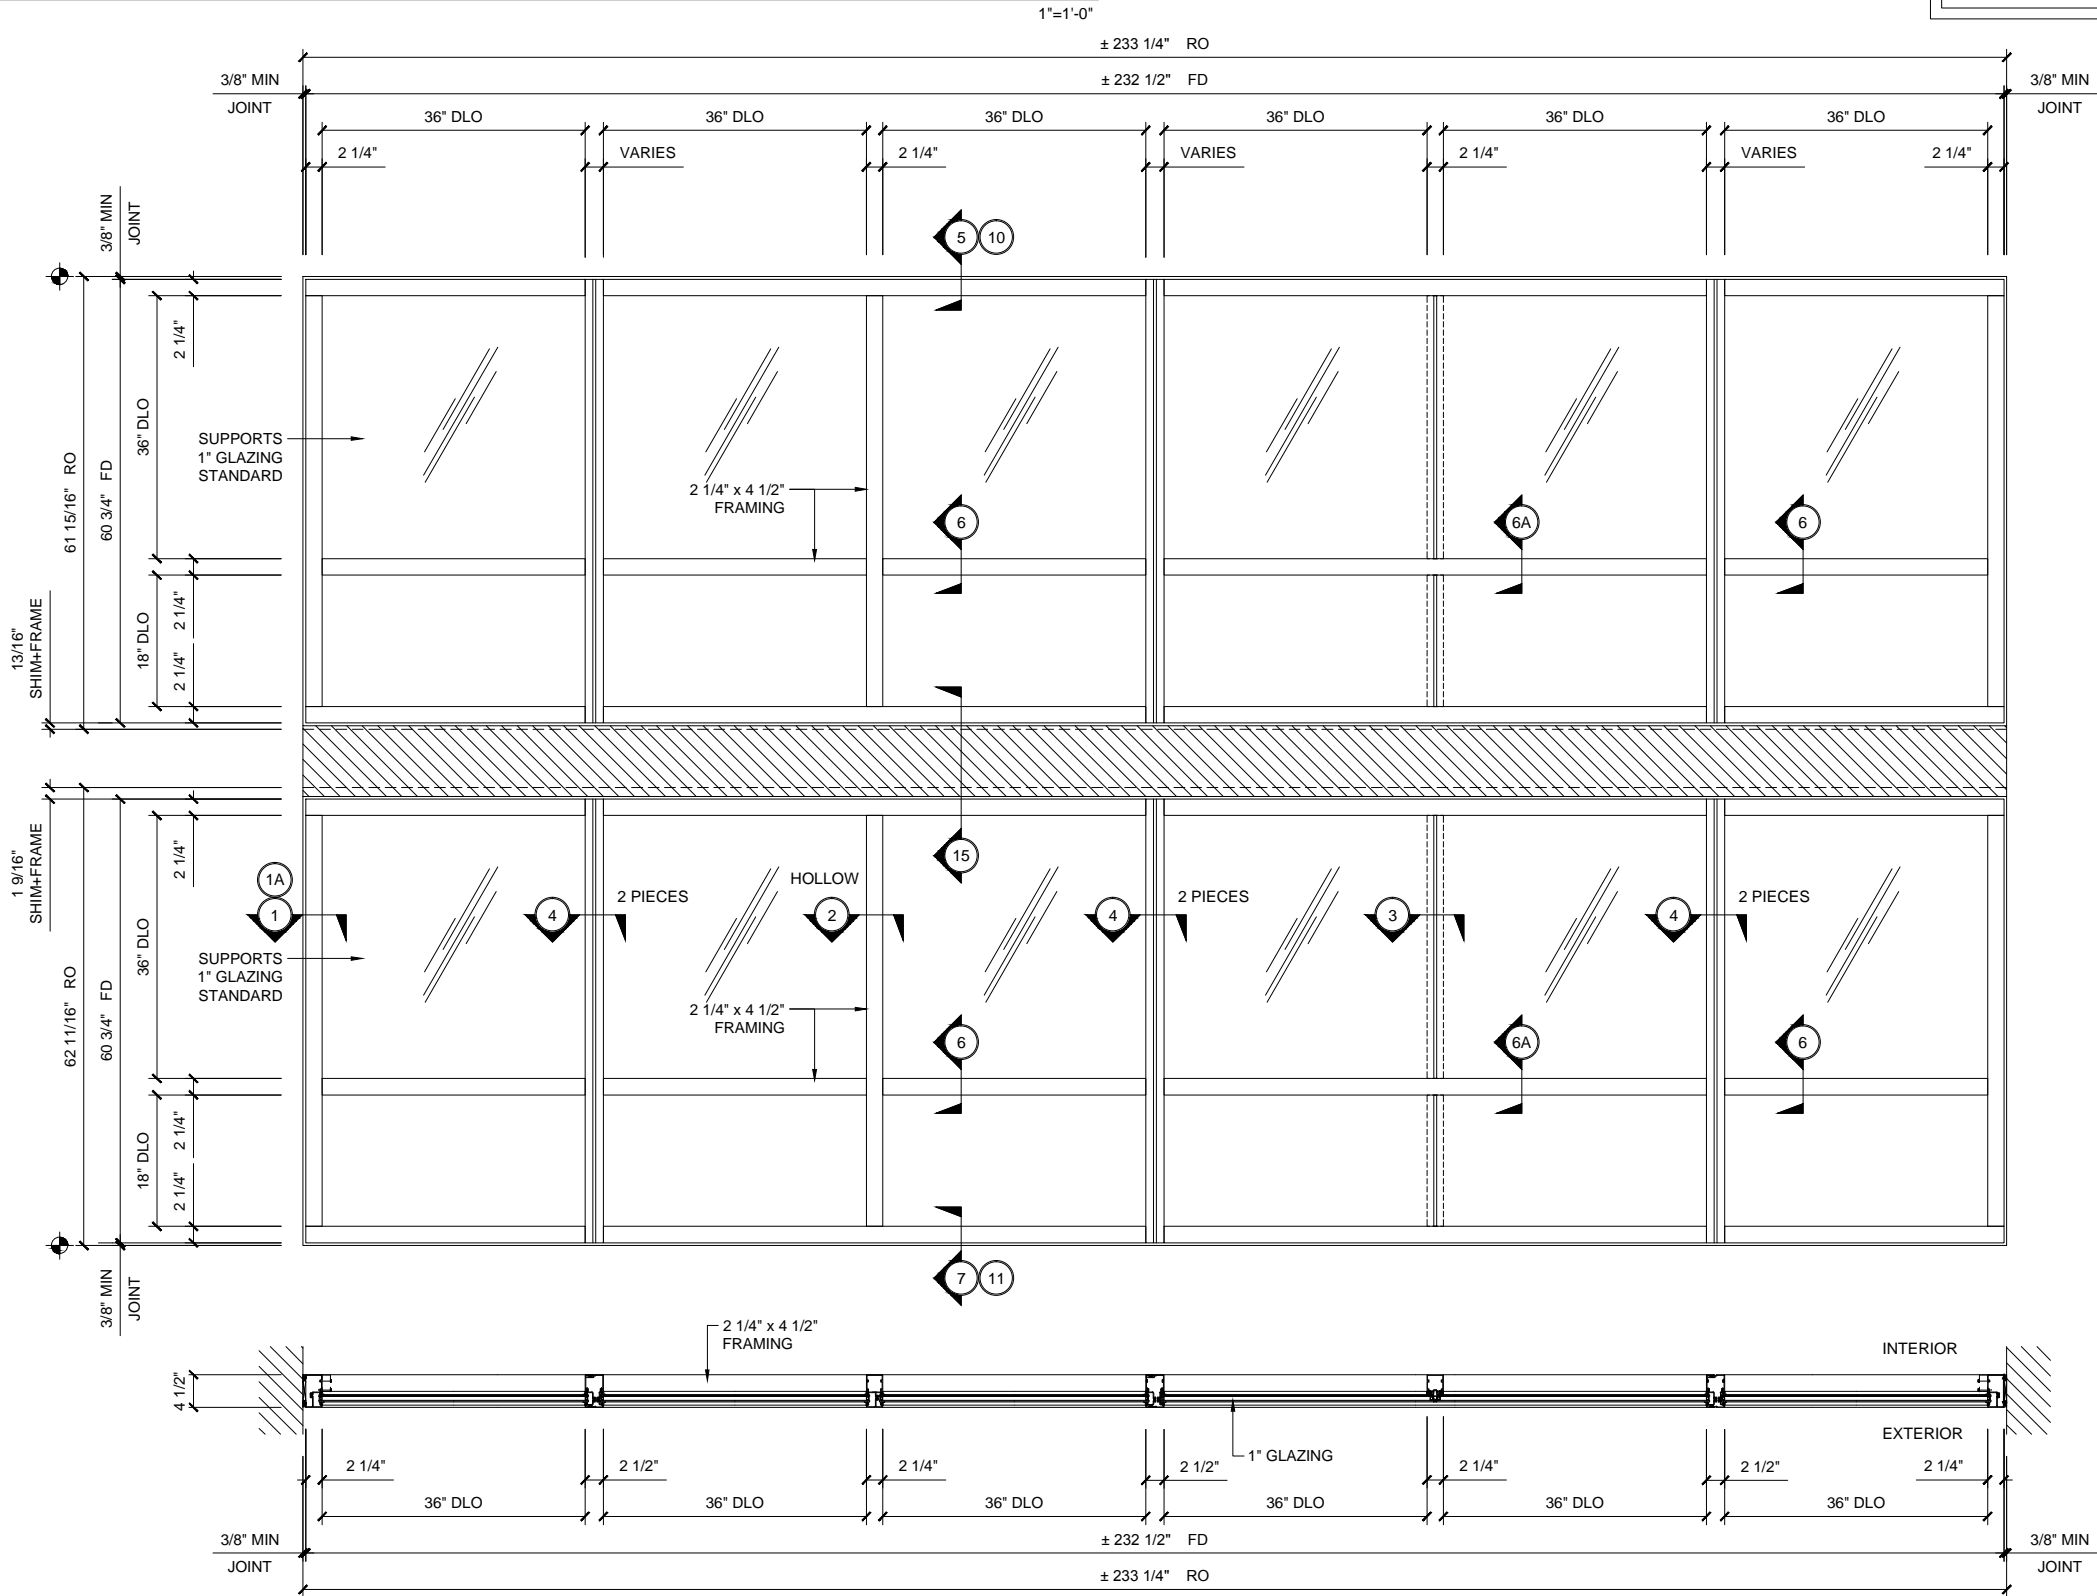 1"=1'-0"
± 233 1/4" RO
3/8" MIN
JOINT
± 232 1/2" FD
3/8" MIN
JOINT
36" DLO
36" DLO
36" DLO
36" DLO
36" DLO
36" DLO
2 1/4"
VARIES
2 1/4"
VARIES
2 1/4"
VARIES
2 1/4"
3/8" MIN
JOINT
5
10
2 1/4"
36" DLO
61 15/16" RO
60 3/4" FD
SUPPORTS
1" GLAZING
STANDARD
2 1/4" x 4 1/2"
FRAMING
6
6A
6
13/16"
SHIM+FRAME
18" DLO
2 1/4"
2 1/4"
1 9/16"
SHIM+FRAME
2 1/4"
15
1A
1
4
2 PIECES
HOLLOW
2
4
2 PIECES
3
4
2 PIECES
36" DLO
62 11/16" RO
60 3/4" FD
SUPPORTS
1" GLAZING
STANDARD
2 1/4" x 4 1/2"
FRAMING
6
6A
6
18" DLO
2 1/4"
2 1/4"
3/8" MIN
JOINT
7
11
2 1/4" x 4 1/2"
FRAMING
INTERIOR
4 1/2"
EXTERIOR
1" GLAZING
2 1/4"
2 1/2"
2 1/4"
2 1/2"
2 1/4"
2 1/2"
2 1/4"
36" DLO
36" DLO
36" DLO
36" DLO
36" DLO
36" DLO
3/8" MIN
JOINT
± 232 1/2" FD
3/8" MIN
JOINT
± 233 1/4" RO